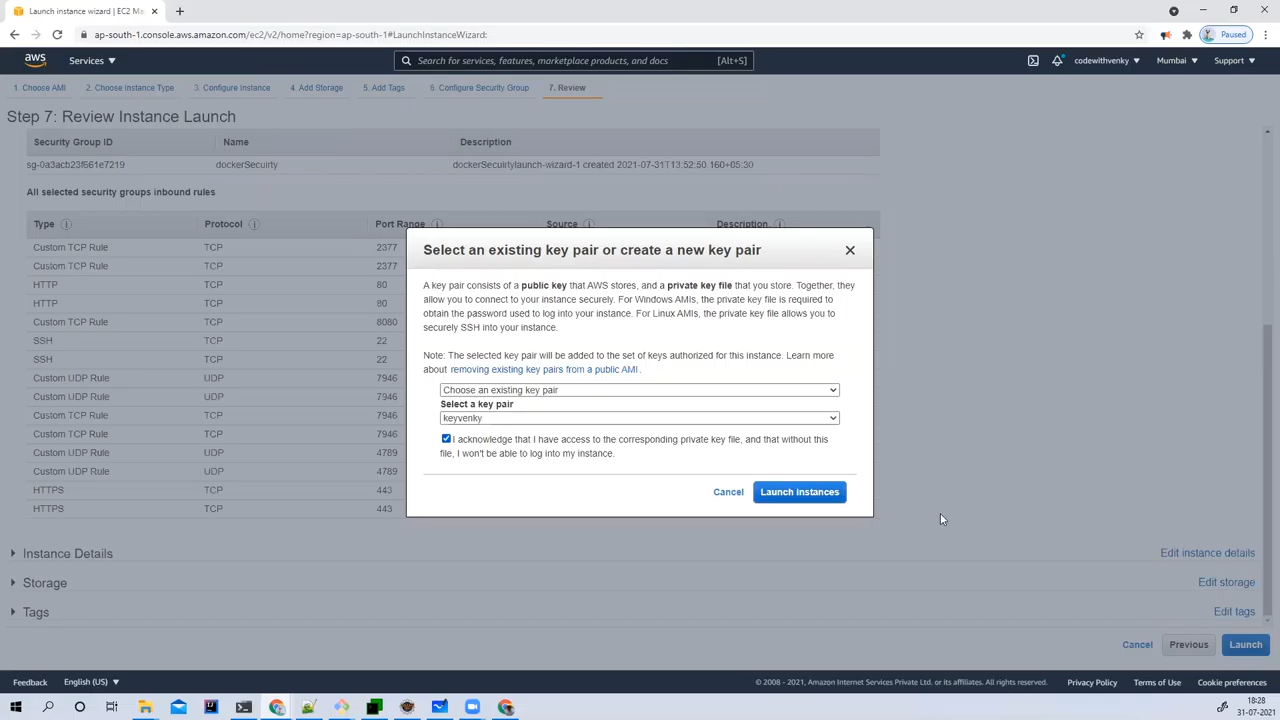 Launch instance wizard | EC2 Ma
ap-south-1.console.aws.amazon.com/ec2/v2/home?region=ap-south-1#LaunchInstanceWizard:
Paused
aws Services Search for services, features, marketplace products, and docs [Alt+S] codewithvenky Mumbai Support
1. Choose AMI 2. Choose Instance Type 3. Configure Instance 4. Add Storage 5. Add Tags 6. Configure Security Group 7. Review
Step 7: Review Instance Launch
Security Group ID Name Description
sg-0a3acb23f661e7219 dockerSecuirty dockerSecuirtylaunch-wizard-1 created 2021-07-31T13:52:50.160+05:30
All selected security groups inbound rules
Type Protocol Port Range Source Description
Custom TCP Rule TCP 2377
Custom TCP Rule TCP 2377
HTTP TCP 80
HTTP TCP 80
Custom TCP Rule TCP 8080
SSH TCP 22
SSH TCP 22
Custom UDP Rule UDP 7946
Custom UDP Rule UDP 7946
Custom TCP Rule TCP 7946
Custom TCP Rule TCP 7946
Custom UDP Rule UDP 4789
Custom UDP Rule UDP 4789
HTTPS TCP 443
HTTPS TCP 443
Select an existing key pair or create a new key pair
A key pair consists of a public key that AWS stores, and a private key file that you store. Together, they
allow you to connect to your instance securely. For Windows AMIs, the private key file is required to
obtain the password used to log into your instance. For Linux AMIs, the private key file allows you to
securely SSH into your instance.
Note: The selected key pair will be added to the set of keys authorized for this instance. Learn more
about removing existing key pairs from a public AMI .
Choose an existing key pair
Select a key pair
keyvenky
I acknowledge that I have access to the corresponding private key file, and that without this
file, I won't be able to log into my instance.
Cancel Launch Instances
Instance Details Edit instance details
Storage Edit storage
Tags Edit tags
Cancel Previous Launch
Feedback English (US) © 2008 - 2021, Amazon Internet Services Private Ltd. or its affiliates. All rights reserved. Privacy Policy Terms of Use Cookie preferences
18:28
31-07-2021